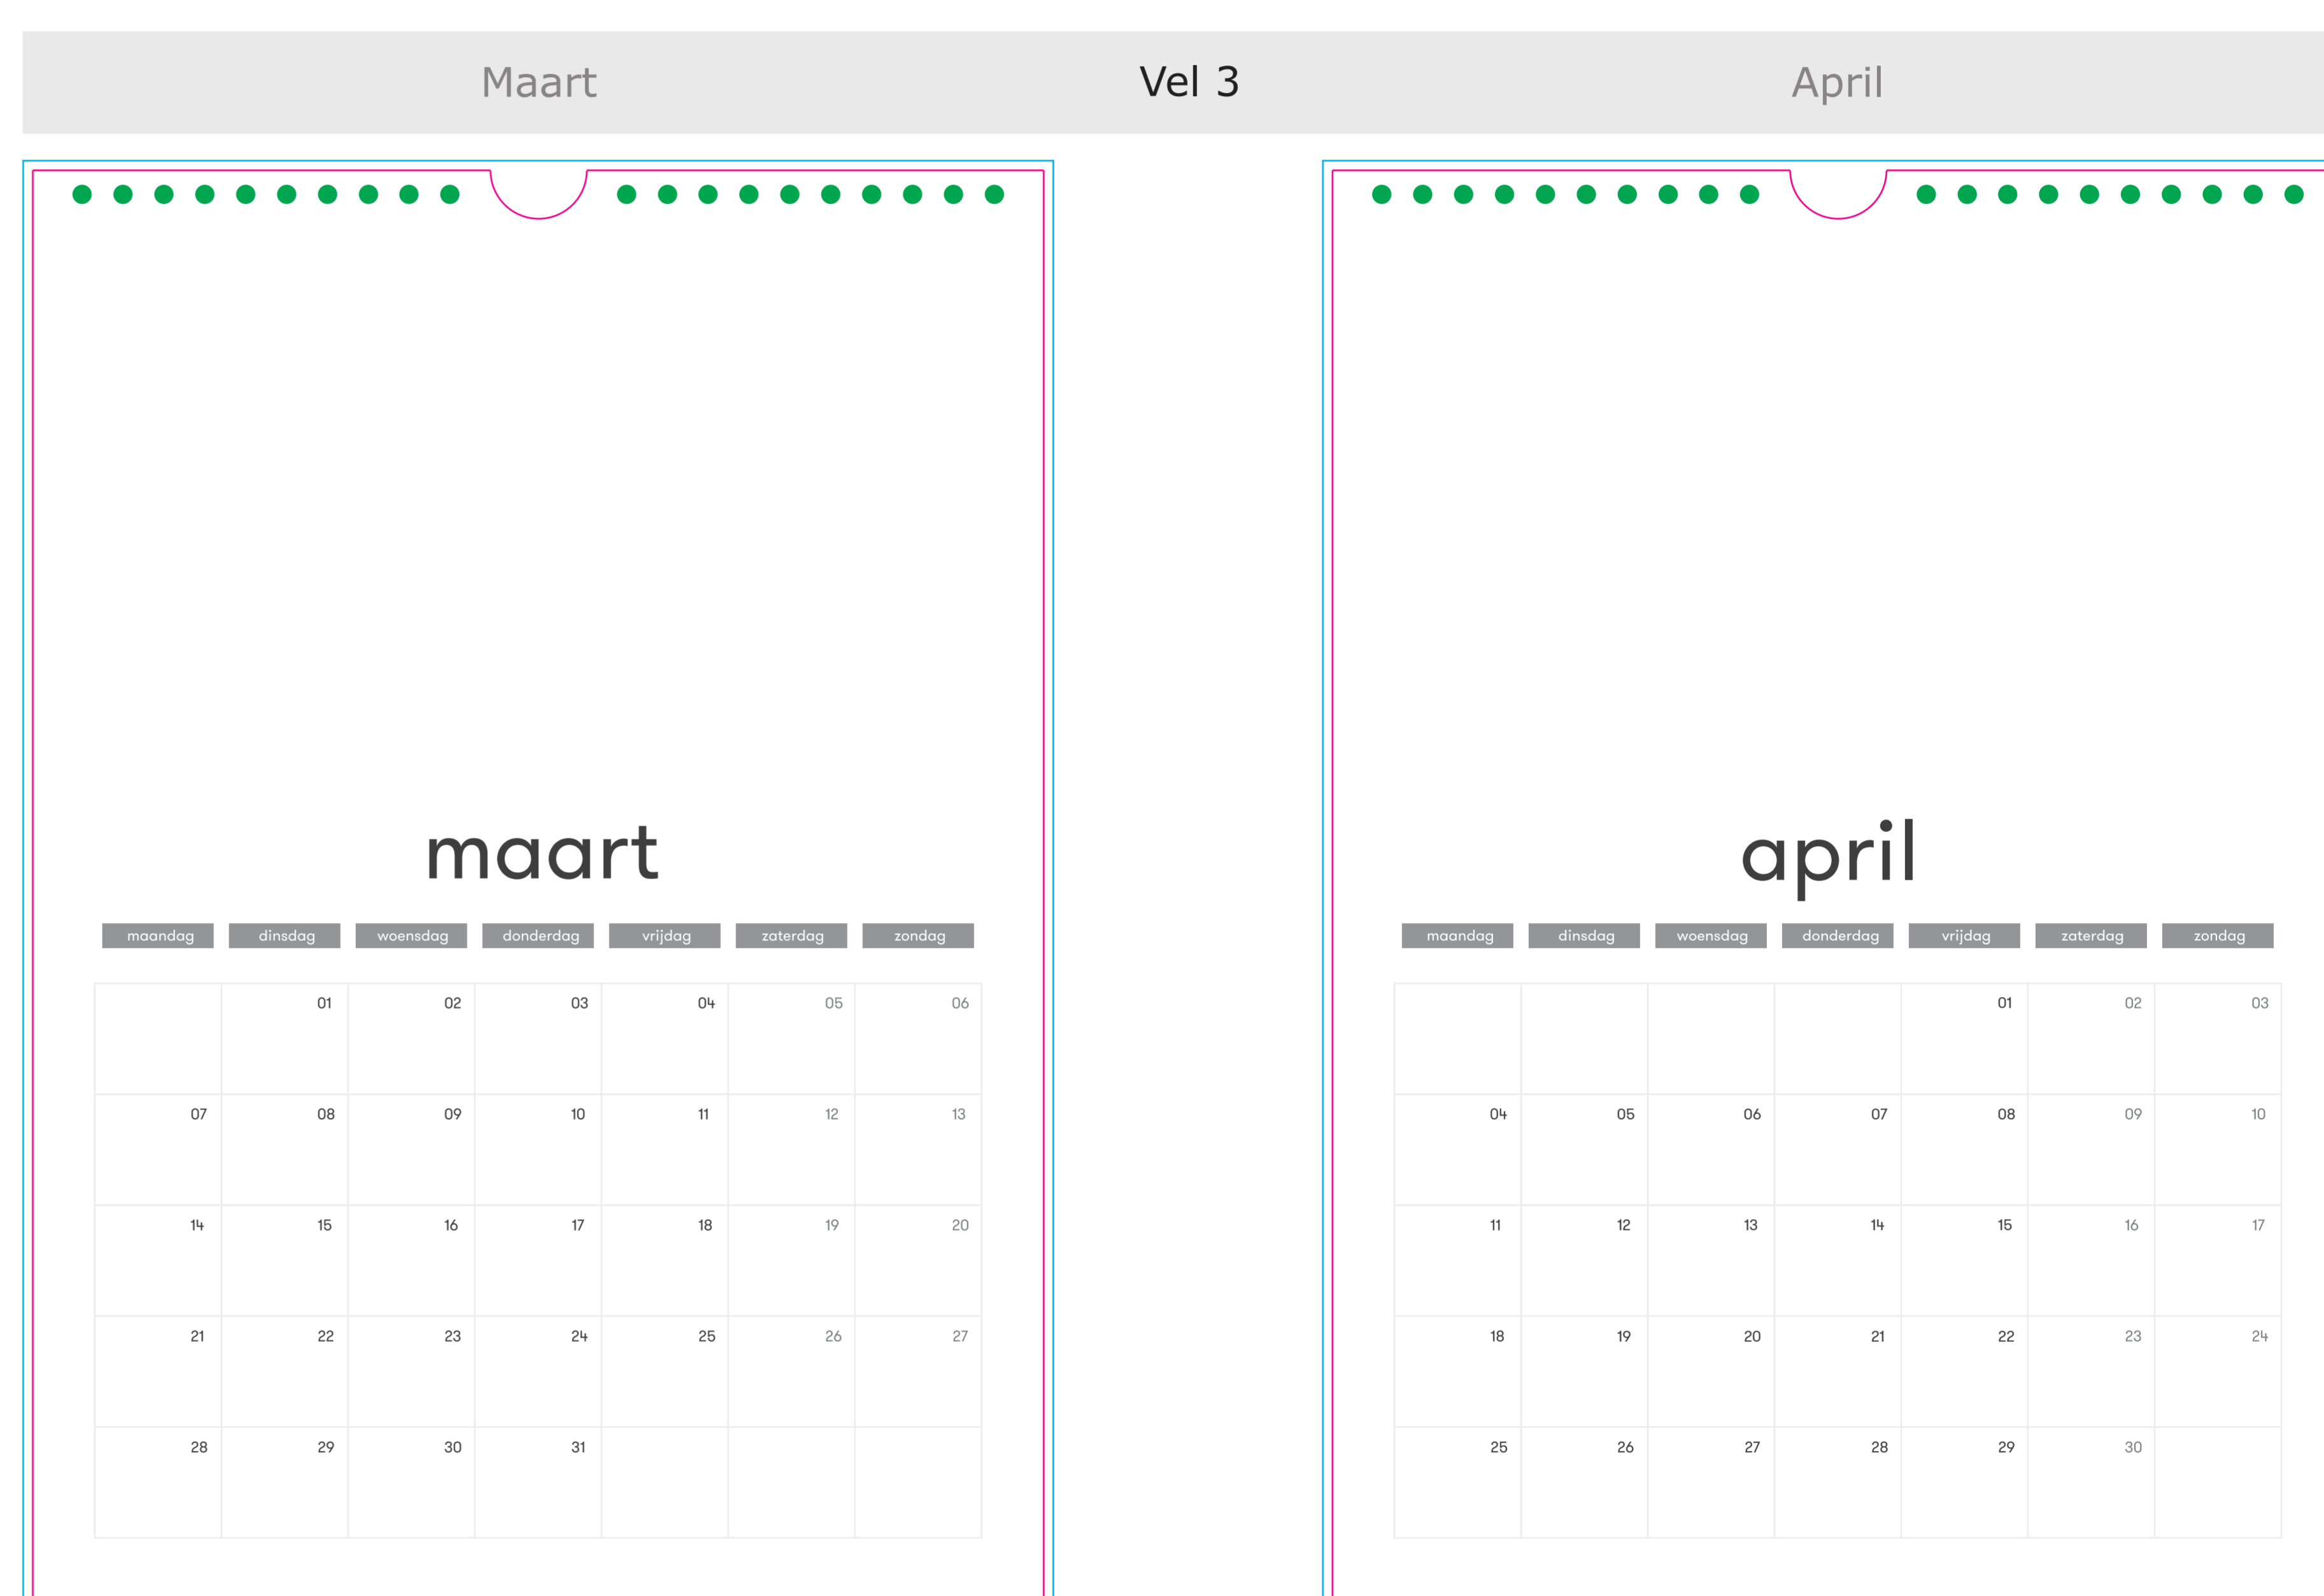 Maart Vel 3 April
maart
maandag dinsdag woensdag donderdag vrijdag zaterdag zondag
01 02 03 04 05 06
07 08 09 10 11 12 13
14 15 16 17 18 19 20
21 22 23 24 25 26 27
28 29 30 31
april
maandag dinsdag woensdag donderdag vrijdag zaterdag zondag
01 02 03
04 05 06 07 08 09 10
11 12 13 14 15 16 17
18 19 20 21 22 23 24
25 26 27 28 29 30